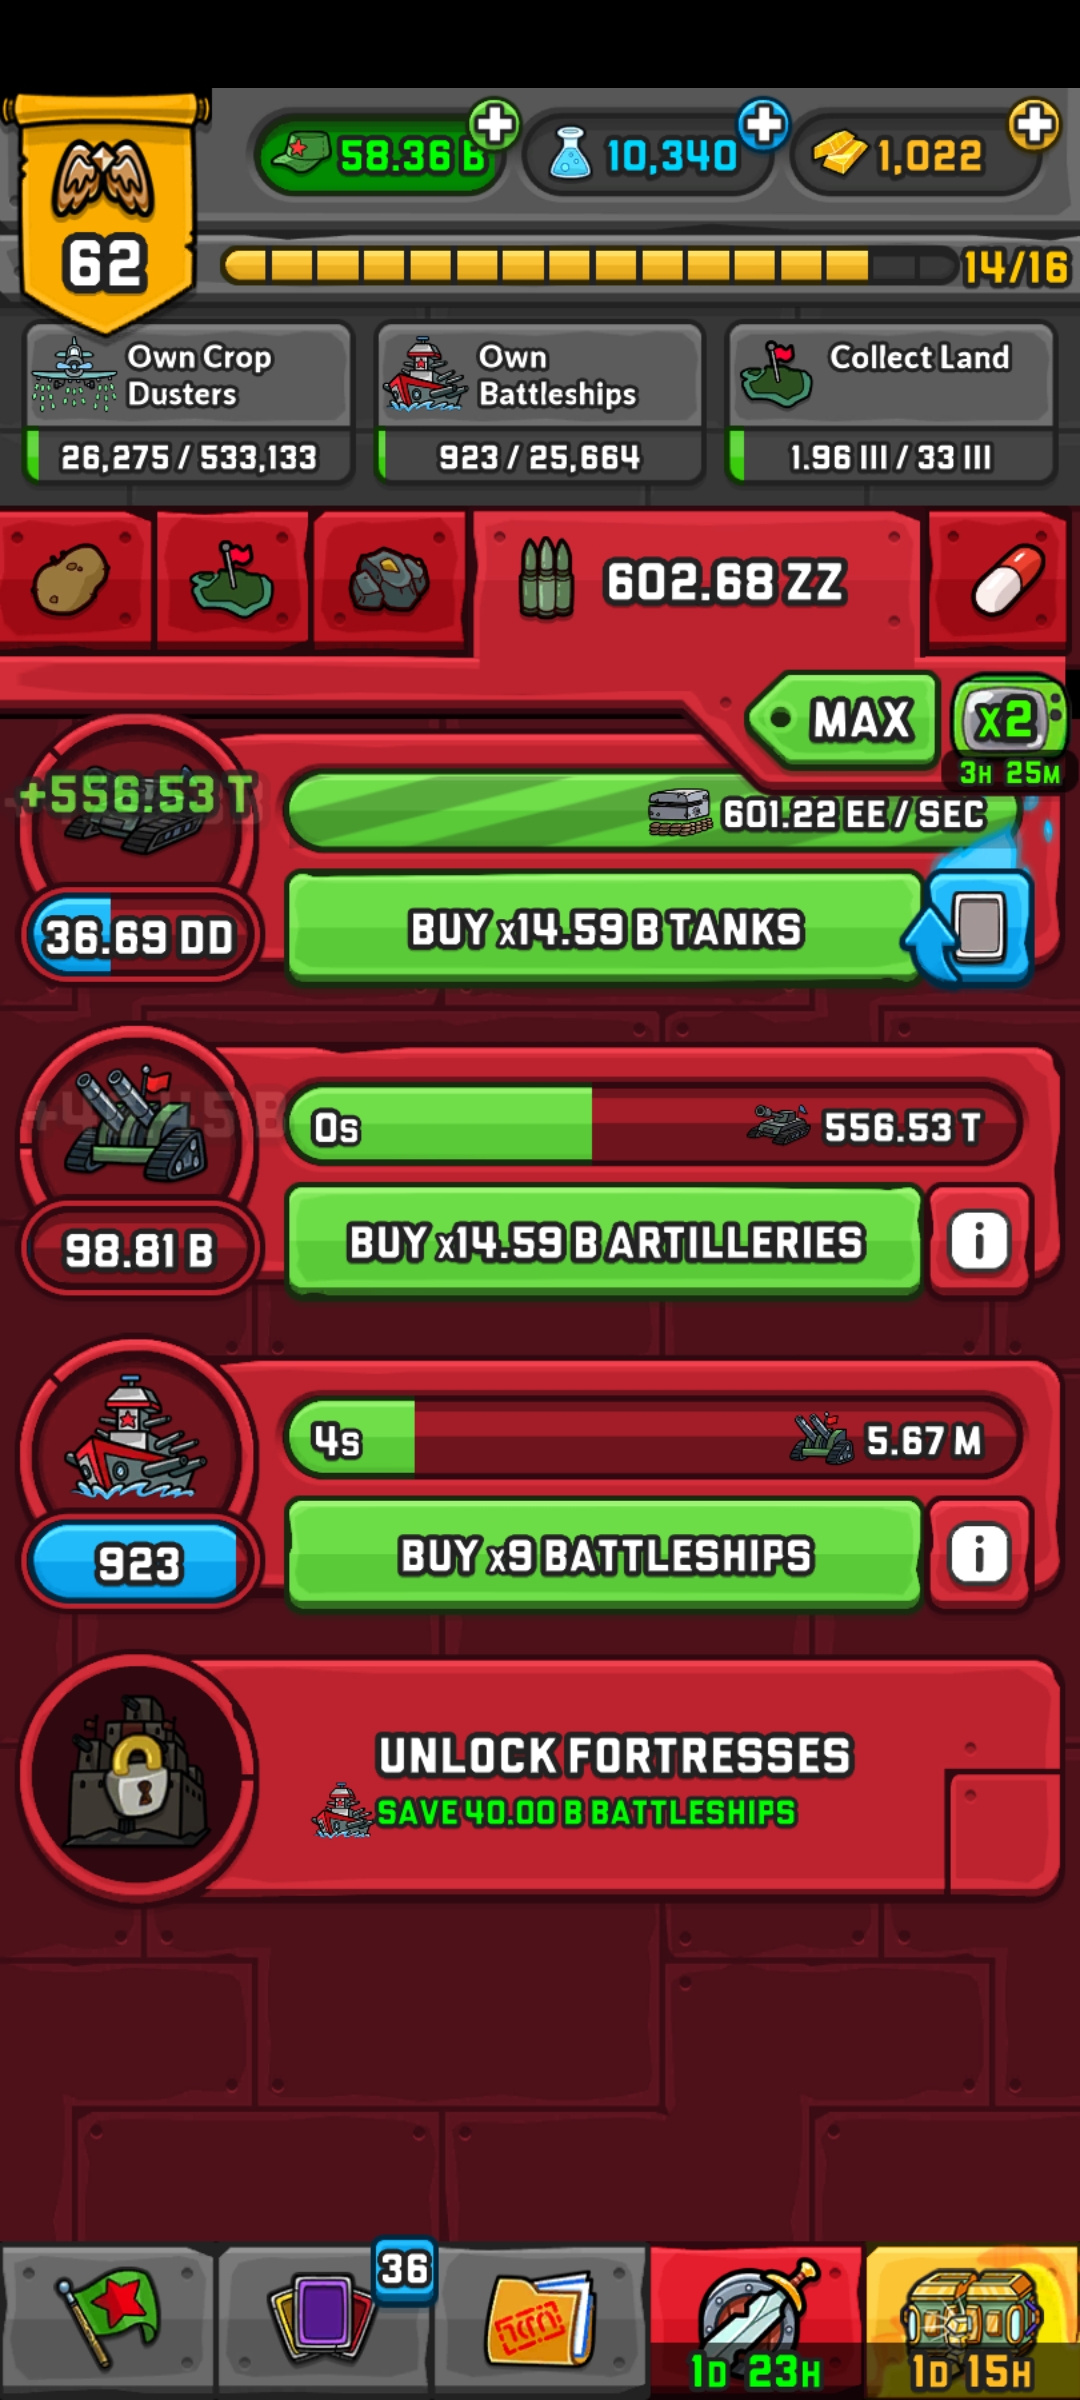 58.36 B
10,340
1,022
62
14/16
Own Crop
Dusters
Own
Battleships
Collect Land
26,275 / 533,133
923 / 25,664
1.96 III / 33 III
602.68 ZZ
MAX
x2
3H 25M
+556.53 T
601.22 EE / SEC
36.69 DD
BUY x14.59 B TANKS
0s
556.53 T
98.81 B
BUY x14.59 B ARTILLERIES
i
4s
5.67 M
923
BUY x9 BATTLESHIPS
i
UNLOCK FORTRESSES
SAVE 40.00 B BATTLESHIPS
36
1D 23H
1D 15H